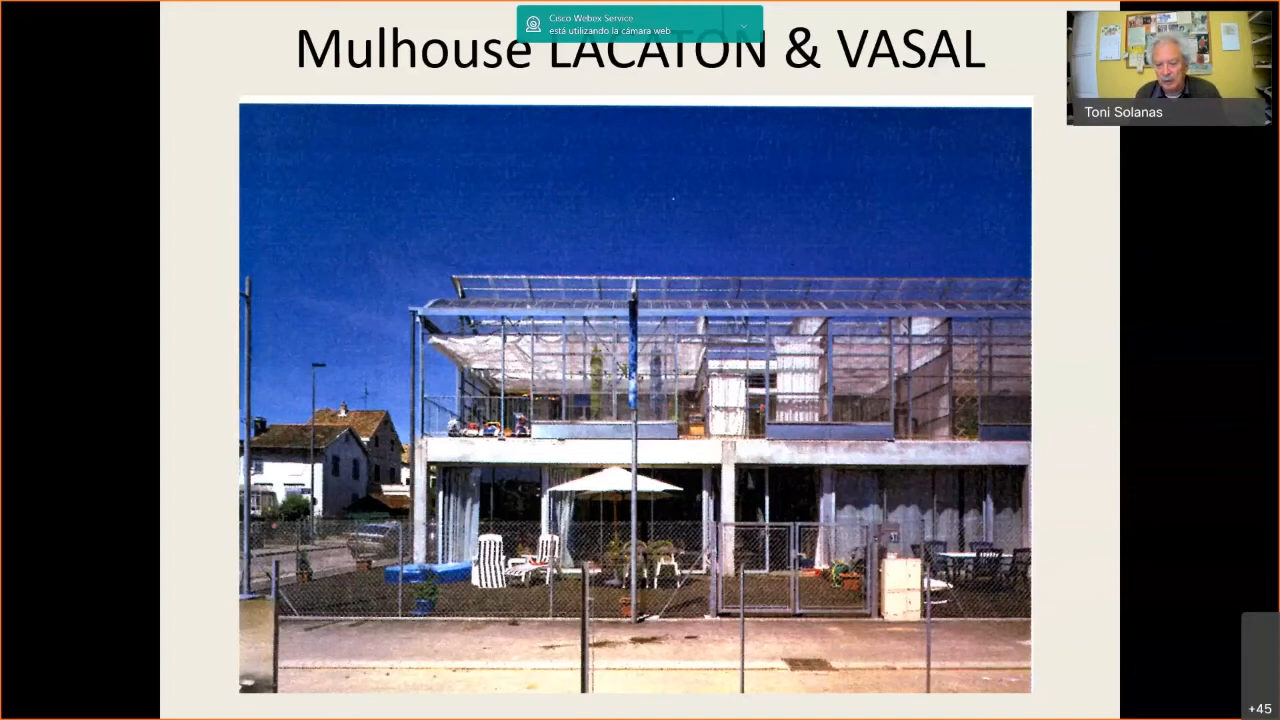 Cisco Webex Service
está utilizando la cámara web
Mulhouse LACATON & VASAL
Toni Solanas
+45